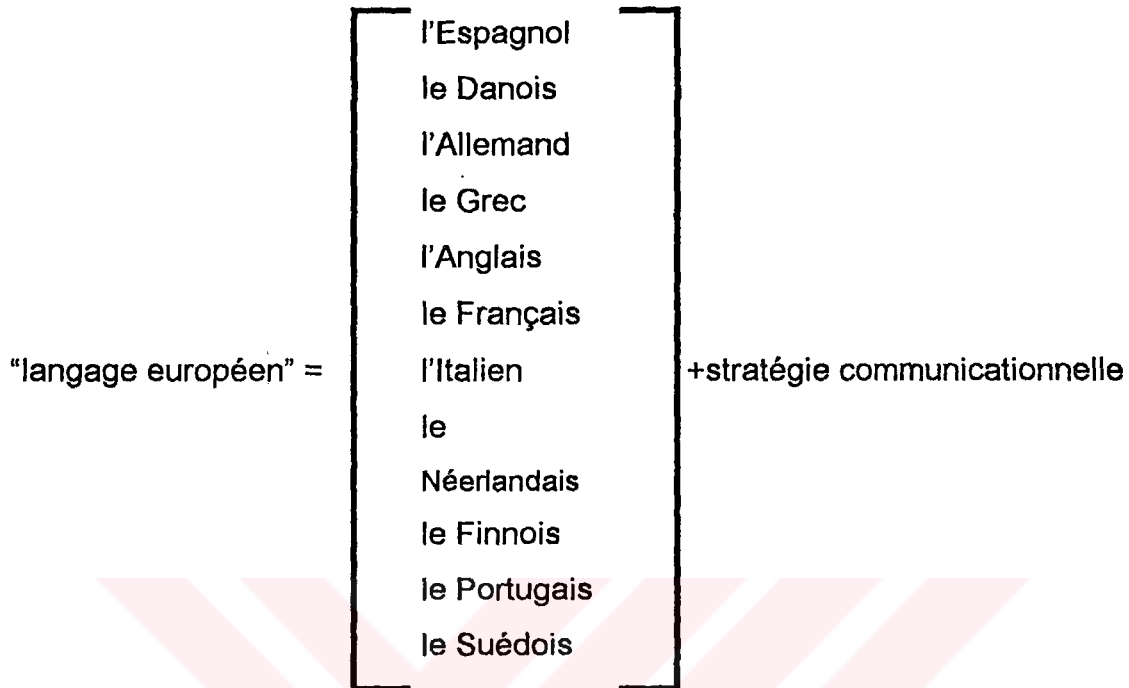 l'Espagnol
le Danois
l'Allemand
le Grec
l'Anglais
le Français
“langage européen” = l'Italien +stratégie communicationnelle
le
Néerlandais
le Finnois
le Portugais
le Suédois